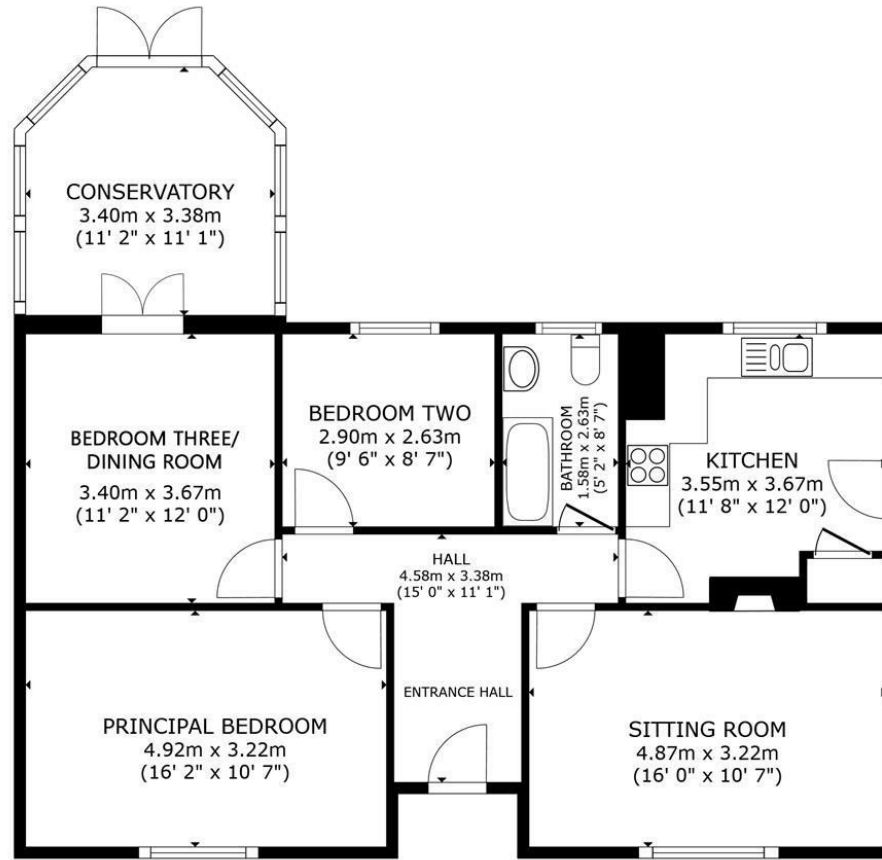 CONSERVATORY
3.40m x 3.38m
(11' 2" x 11' 1")
BEDROOM THREE/
DINING ROOM
3.40m x 3.67m
(11' 2" x 12' 0")
BEDROOM TWO
2.90m x 2.63m
(9' 6" x 8' 7")
BATHROOM
1.58m x 2.63m
(5' 2" x 8' 7")
KITCHEN
3.55m x 3.67m
(11' 8" x 12' 0")
HALL
4.58m x 3.38m
(15' 0" x 11' 1")
ENTRANCE HALL
PRINCIPAL BEDROOM
4.92m x 3.22m
(16' 2" x 10' 7")
SITTING ROOM
4.87m x 3.22m
(16' 0" x 10' 7")